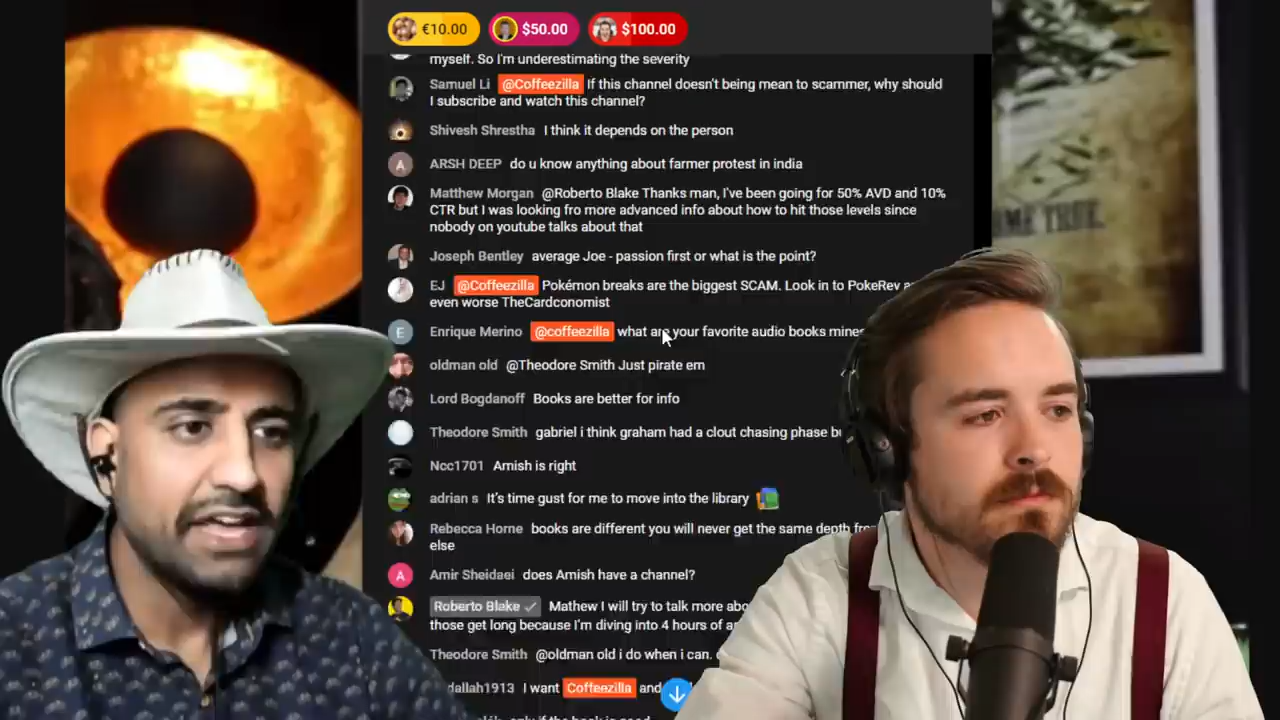 €10.00 $50.00 $100.00
myself. So I'm underestimating the severity
Samuel Li @Coffeezilla If this channel doesn't being mean to scammer, why should
I subscribe and watch this channel?
Shivesh Shrestha I think it depends on the person
A ARSH DEEP do u know anything about farmer protest in india
Matthew Morgan @Roberto Blake Thanks man, I've been going for 50% AVD and 10%
CTR but I was looking fro more advanced info about how to hit those levels since
nobody on youtube talks about that
OME TRUE.
Joseph Bentley average Joe - passion first or what is the point?
EJ @Coffeezilla Pokémon breaks are the biggest SCAM. Look in to PokeRev
even worse TheCardconomist
E Enrique Merino @coffeezilla what are your favorite audio books mines
oldman old @Theodore Smith Just pirate em
Lord Bogdanoff Books are better for info
Theodore Smith gabriel i think graham had a clout chasing phase
Ncc1701 Amish is right
adrian s It's time gust for me to move into the library
Rebecca Horne books are different you will never get the same depth
else
A Amir Sheidaei does Amish have a channel?
Roberto Blake Mathew I will try to talk more
those get long because I'm diving into 4 hours of
Theodore Smith @oldman old i do when i can.
dallah1913 I want Coffeezilla and
only if the book is good